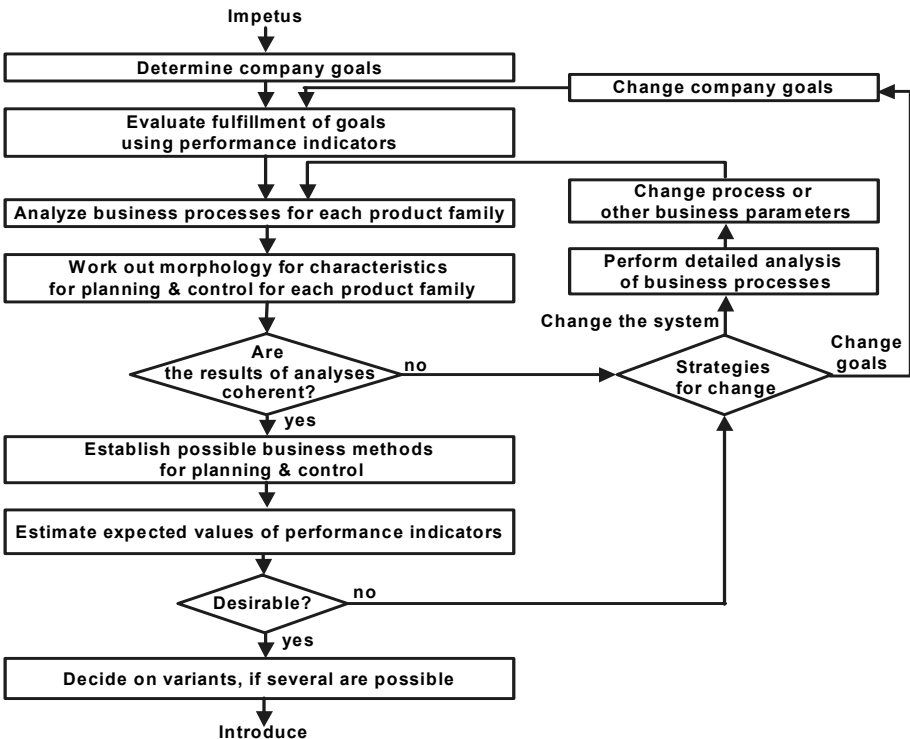 Impetus
Determine company goals
Change company goals
Evaluate fulfillment of goals
using performance indicators
Change process or
other business parameters
Analyze business processes for each product family
Work out morphology for characteristics
for planning & control for each product family
Perform detailed analysis
of business processes
Change the system
Change
goals
Are
the results of analyses
coherent?
no
Strategies
for change
yes
Establish possible business methods
for planning & control
Estimate expected values of performance indicators
Desirable?
no
yes
Decide on variants, if several are possible
Introduce